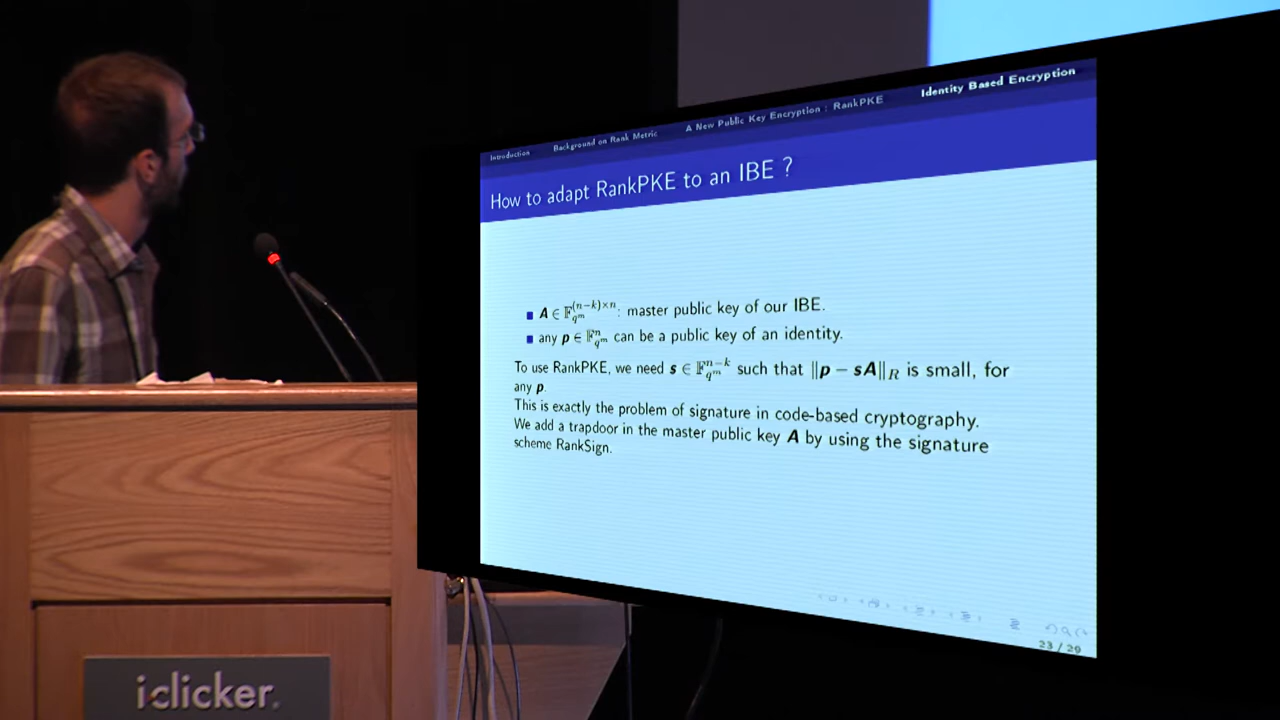 Introduction Background on Rank Metric A New Public Key Encryption : RankPKE Identity Based Encryption
How to adapt RankPKE to an IBE ?
A ∈ 𝔽_{q^m}^{(n−k)×n}: master public key of our IBE.
any p ∈ 𝔽_{q^m}^n can be a public key of an identity.
To use RankPKE, we need s ∈ 𝔽_{q^m}^{n−k} such that ‖p − sA‖_R is small, for
any p.
This is exactly the problem of signature in code-based cryptography.
We add a trapdoor in the master public key A by using the signature
scheme RankSign.
23 / 29
iclicker.